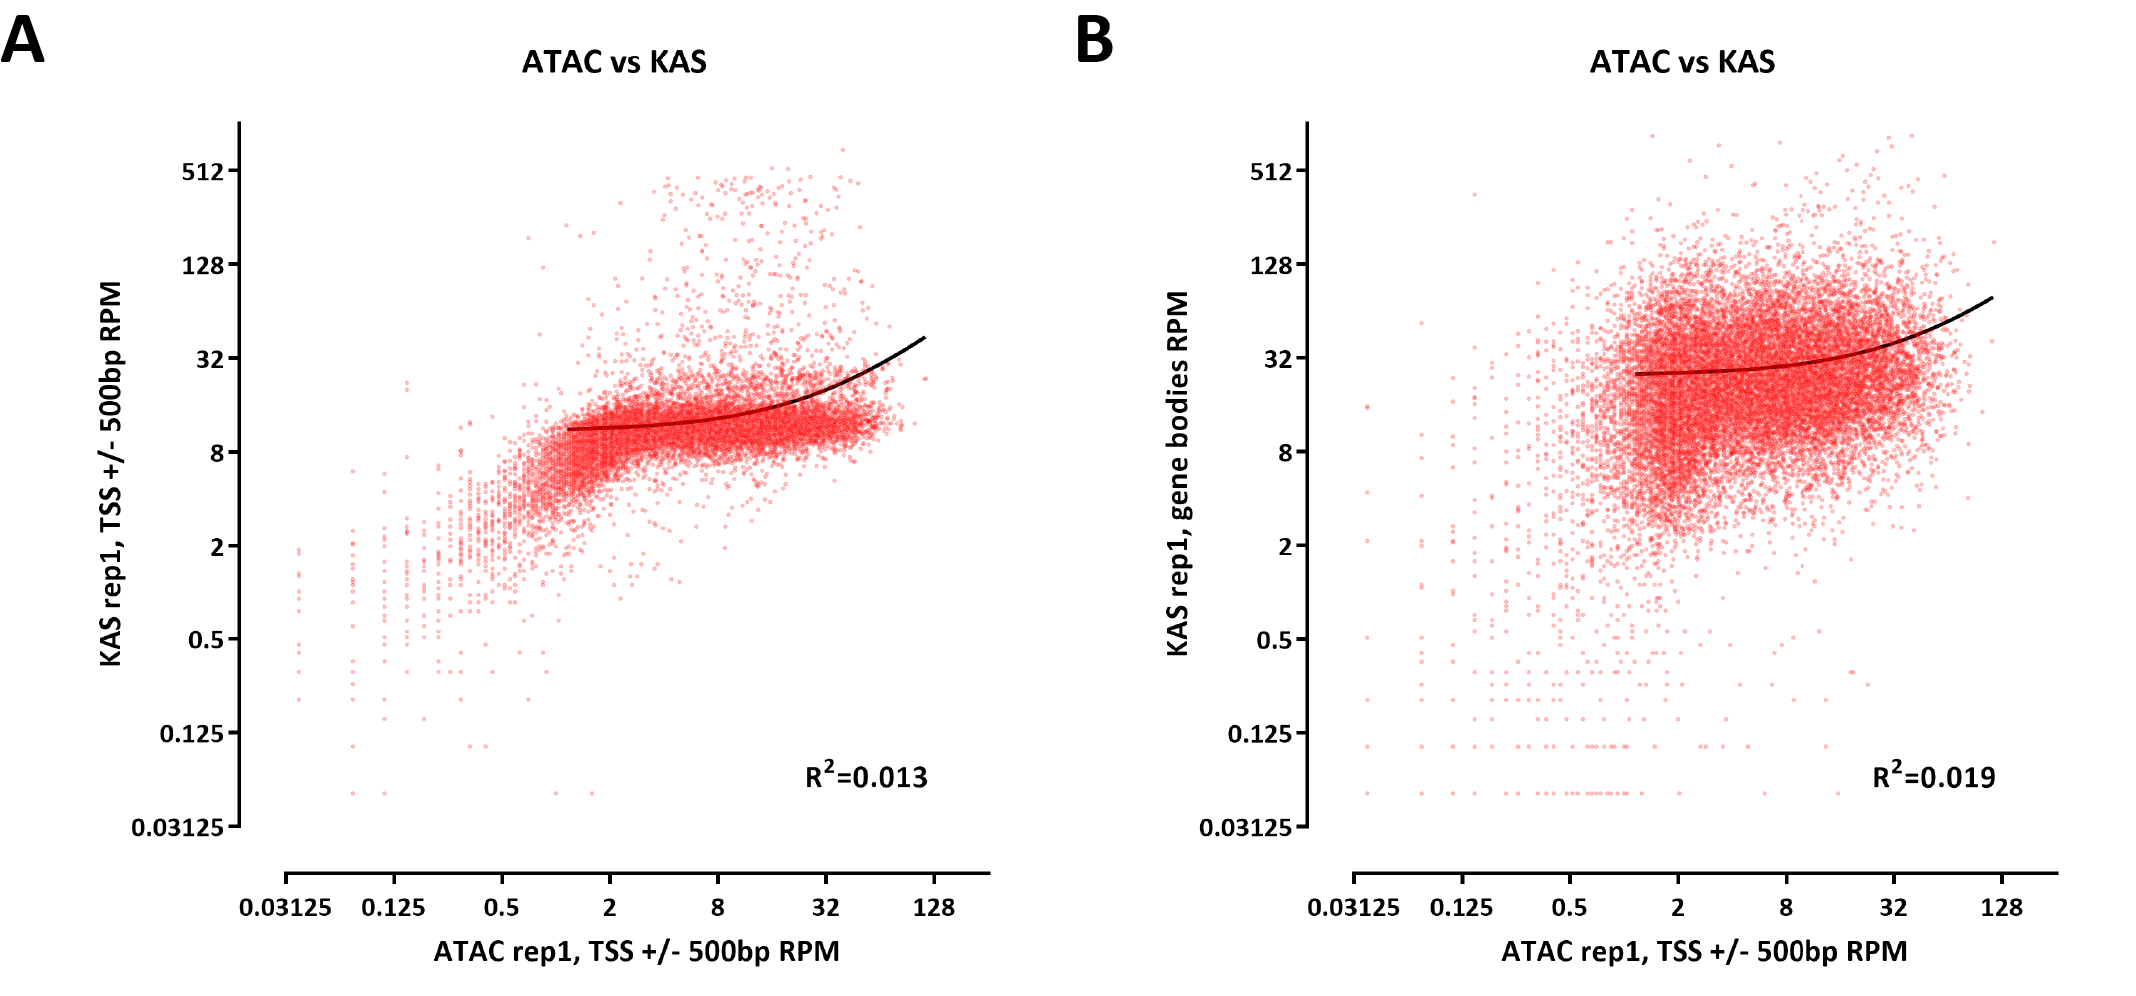 A
ATAC vs KAS
KAS rep1, TSS +/- 500bp RPM
512
128
32
8
2
0.5
0.125
0.03125
R²=0.013
0.03125 0.125 0.5 2 8 32 128
ATAC rep1, TSS +/- 500bp RPM
B
ATAC vs KAS
KAS rep1, gene bodies RPM
512
128
32
8
2
0.5
0.125
0.03125
R²=0.019
0.03125 0.125 0.5 2 8 32 128
ATAC rep1, TSS +/- 500bp RPM